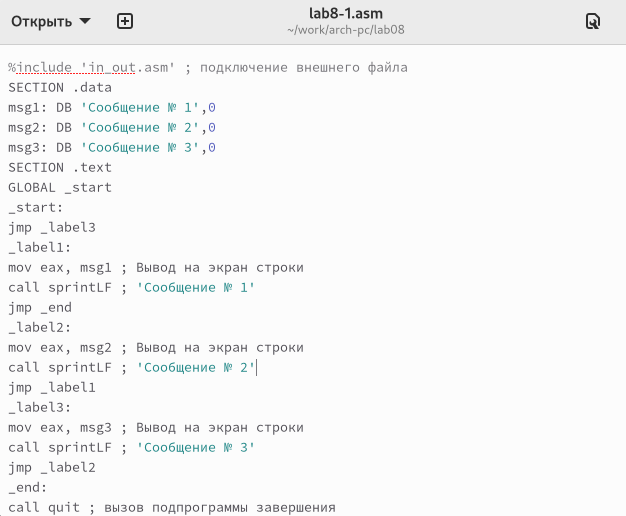 Открыть
lab8-1.asm
~/work/arch-pc/lab08
%include 'in_out.asm' ; подключение внешнего файла
SECTION .data
msg1: DB 'Сообщение № 1',0
msg2: DB 'Сообщение № 2',0
msg3: DB 'Сообщение № 3',0
SECTION .text
GLOBAL _start
_start:
jmp _label3
_label1:
mov eax, msg1 ; Вывод на экран строки
call sprintLF ; 'Сообщение № 1'
jmp _end
_label2:
mov eax, msg2 ; Вывод на экран строки
call sprintLF ; 'Сообщение № 2'
jmp _label1
_label3:
mov eax, msg3 ; Вывод на экран строки
call sprintLF ; 'Сообщение № 3'
jmp _label2
_end:
call quit ; вызов подпрограммы завершения